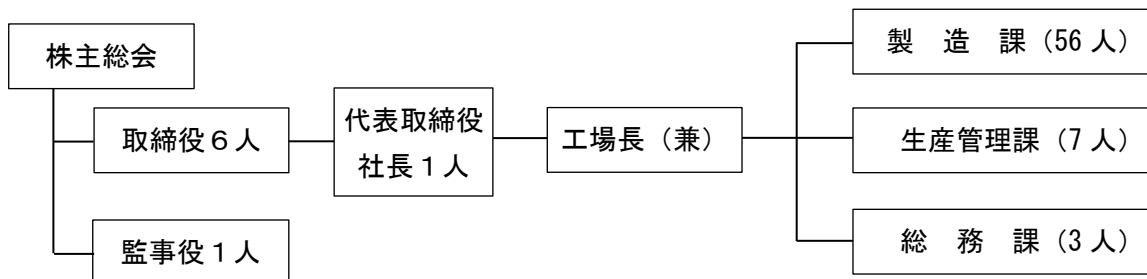 株主総会
取締役６人
監事役１人
代表取締役
社長１人
工場長（兼）
製　造　課（56 人）
生産管理課（7 人）
総　務　課（3 人）